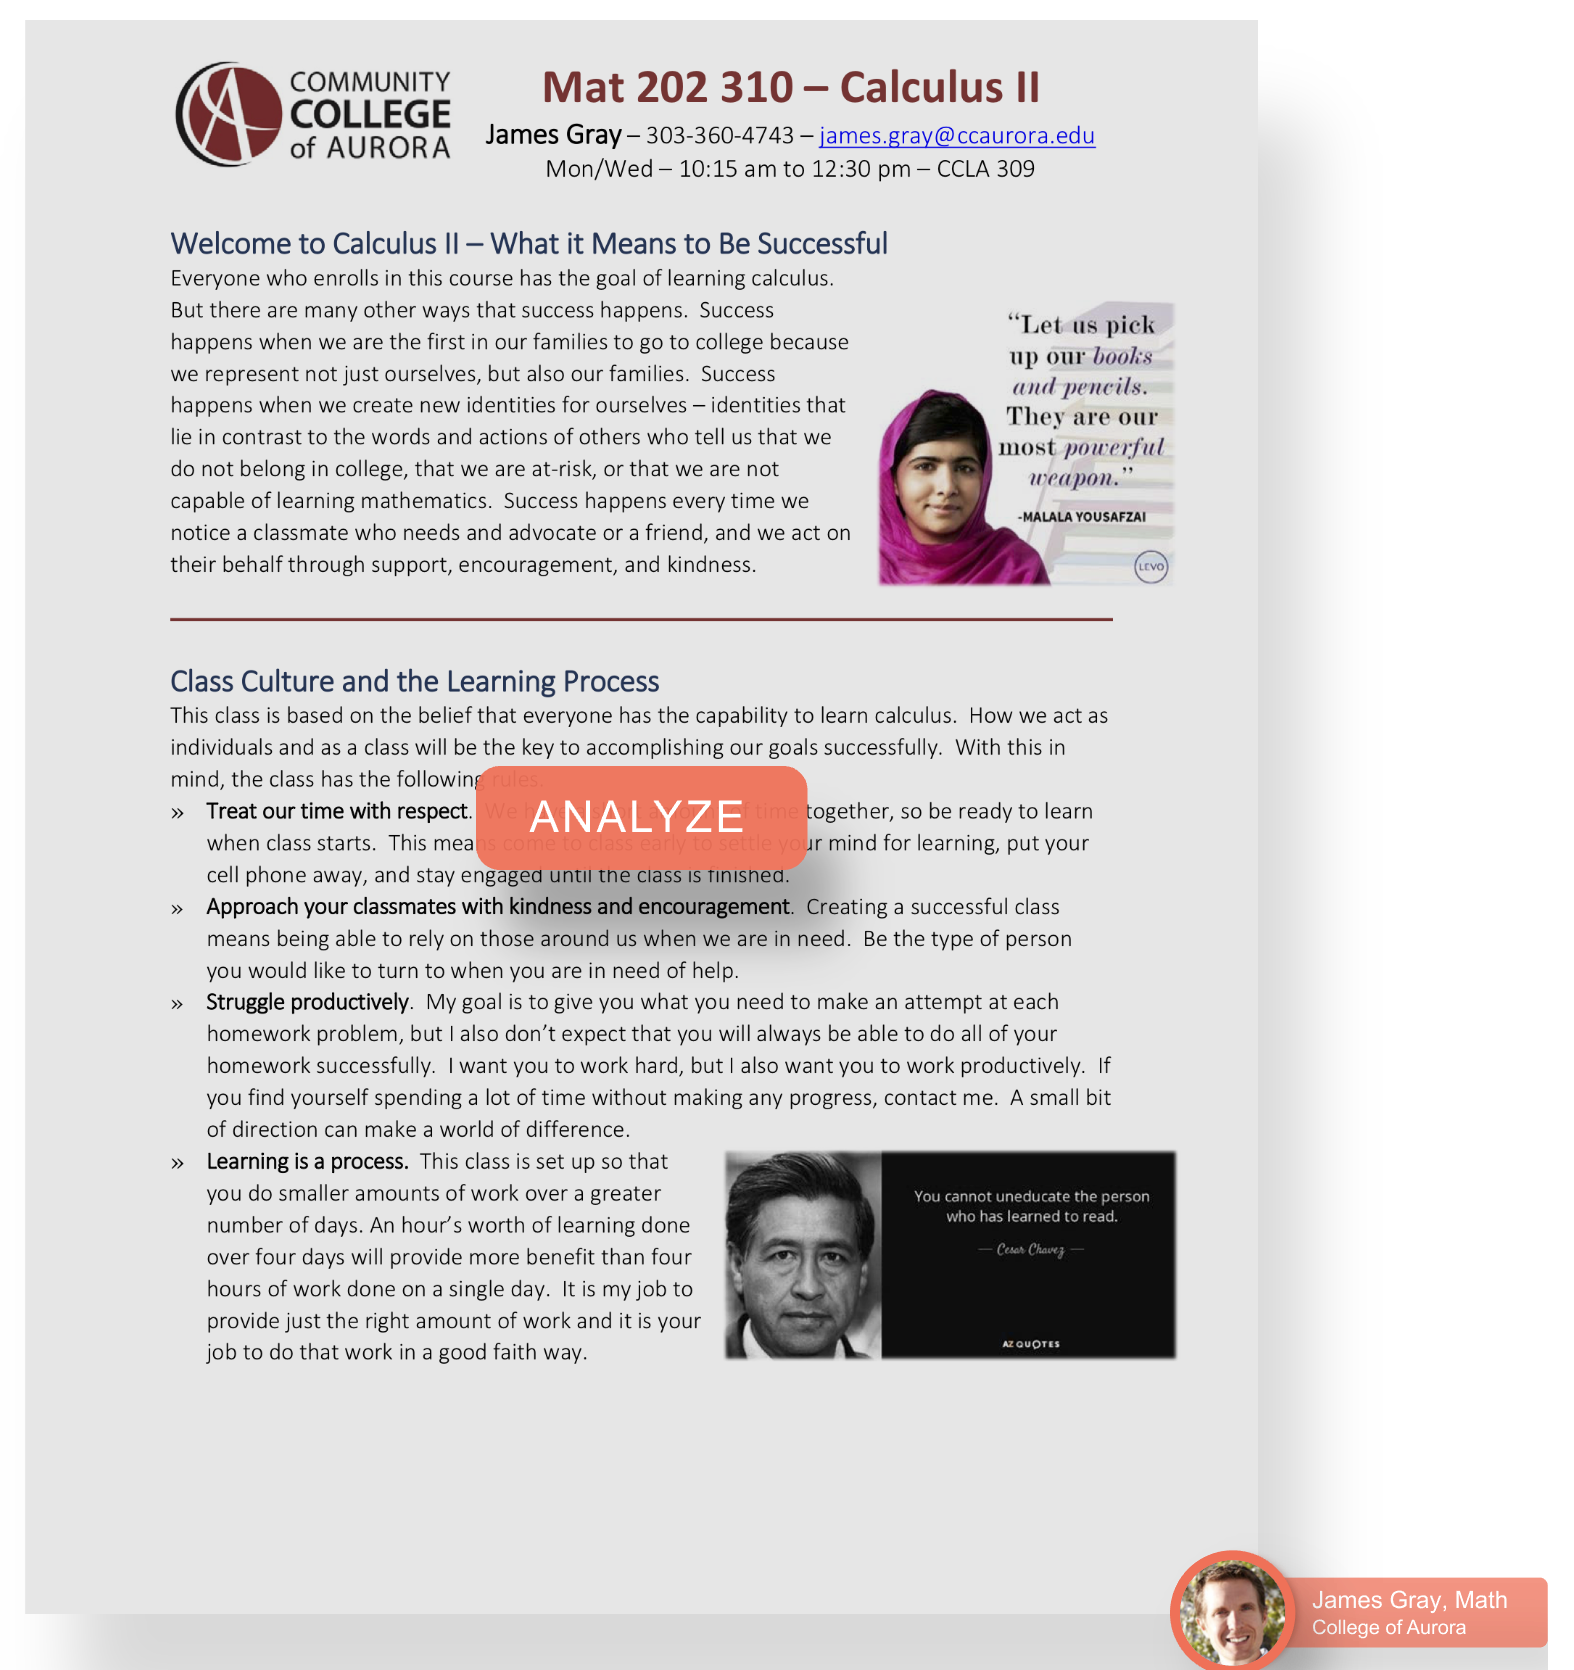 COMMUNITY
COLLEGE
of AURORA
Mat 202 310 – Calculus II
James Gray – 303-360-4743 – james.gray@ccaurora.edu
Mon/Wed – 10:15 am to 12:30 pm – CCLA 309
Welcome to Calculus II – What it Means to Be Successful
Everyone who enrolls in this course has the goal of learning calculus.
But there are many other ways that success happens.  Success
happens when we are the first in our families to go to college because
we represent not just ourselves, but also our families.  Success
happens when we create new identities for ourselves – identities that
lie in contrast to the words and actions of others who tell us that we
do not belong in college, that we are at-risk, or that we are not
capable of learning mathematics.  Success happens every time we
notice a classmate who needs and advocate or a friend, and we act on
their behalf through support, encouragement, and kindness.
“Let us pick
up our books
and pencils.
They are our
most powerful
weapon.”
-MALALA YOUSAFZAI
LEVO
Class Culture and the Learning Process
This class is based on the belief that everyone has the capability to learn calculus.  How we act as
individuals and as a class will be the key to accomplishing our goals successfully.  With this in
mind, the class has the following rules.
» Treat our time with respect.  We have of time together, so be ready to learn
when class starts.  This means come to class early to settle your mind for learning, put your
cell phone away, and stay engaged until the class is finished.
ANALYZE
» Approach your classmates with kindness and encouragement.  Creating a successful class
means being able to rely on those around us when we are in need.  Be the type of person
you would like to turn to when you are in need of help.
» Struggle productively.  My goal is to give you what you need to make an attempt at each
homework problem, but I also don’t expect that you will always be able to do all of your
homework successfully.  I want you to work hard, but I also want you to work productively.  If
you find yourself spending a lot of time without making any progress, contact me.  A small bit
of direction can make a world of difference.
» Learning is a process.  This class is set up so that
you do smaller amounts of work over a greater
number of days. An hour’s worth of learning done
over four days will provide more benefit than four
hours of work done on a single day.  It is my job to
provide just the right amount of work and it is your
job to do that work in a good faith way.
You cannot uneducate the person
who has learned to read.
— Cesar Chavez —
AZ QUOTES
James Gray, Math
College of Aurora